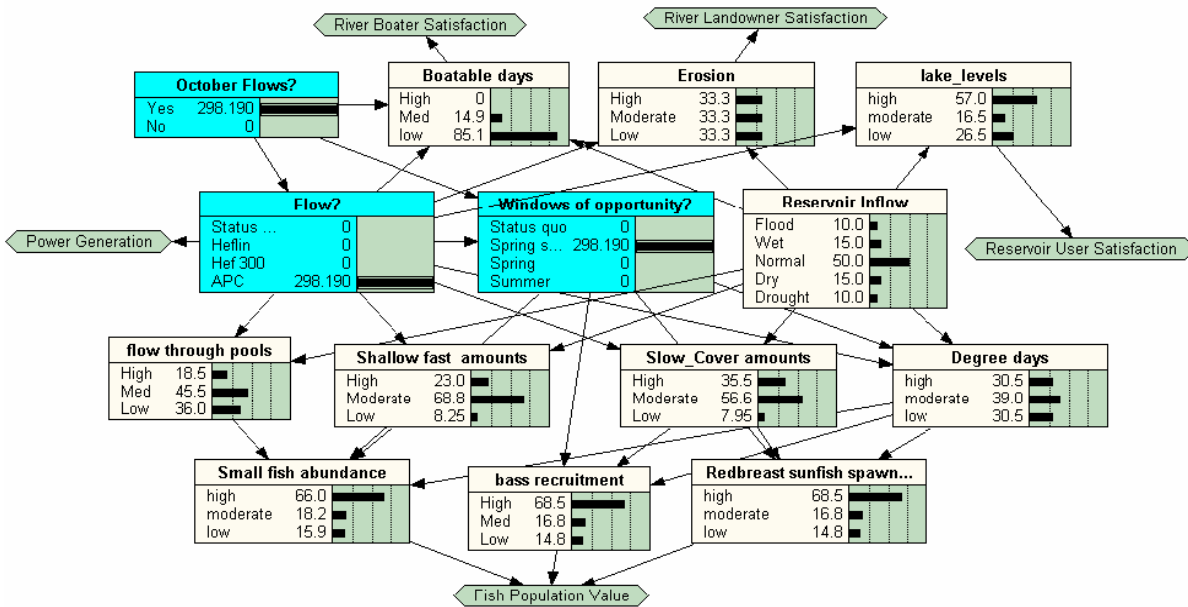 River Boater Satisfaction
River Landowner Satisfaction
October Flows?
Yes 298.190
No 0
Boatable days
High 0
Med 14.9
low 85.1
Erosion
High 33.3
Moderate 33.3
Low 33.3
lake_levels
high 57.0
moderate 16.5
low 26.5
Flow?
Status ... 0
Heflin 0
Hef 300 0
APC 298.190
Windows of opportunity?
Status quo 0
Spring s... 298.190
Spring 0
Summer 0
Reservoir Inflow
Flood 10.0
Wet 15.0
Normal 50.0
Dry 15.0
Drought 10.0
Power Generation
Reservoir User Satisfaction
flow through pools
High 18.5
Med 45.5
Low 36.0
Shallow fast_amounts
High 23.0
Moderate 68.8
Low 8.25
Slow_Cover amounts
High 35.5
Moderate 56.6
Low 7.95
Degree days
high 30.5
moderate 39.0
low 30.5
Small fish abundance
high 66.0
moderate 18.2
low 15.9
bass recruitment
High 68.5
Med 16.8
Low 14.8
Redbreast sunfish spawn...
high 68.5
moderate 16.8
low 14.8
Fish Population Value